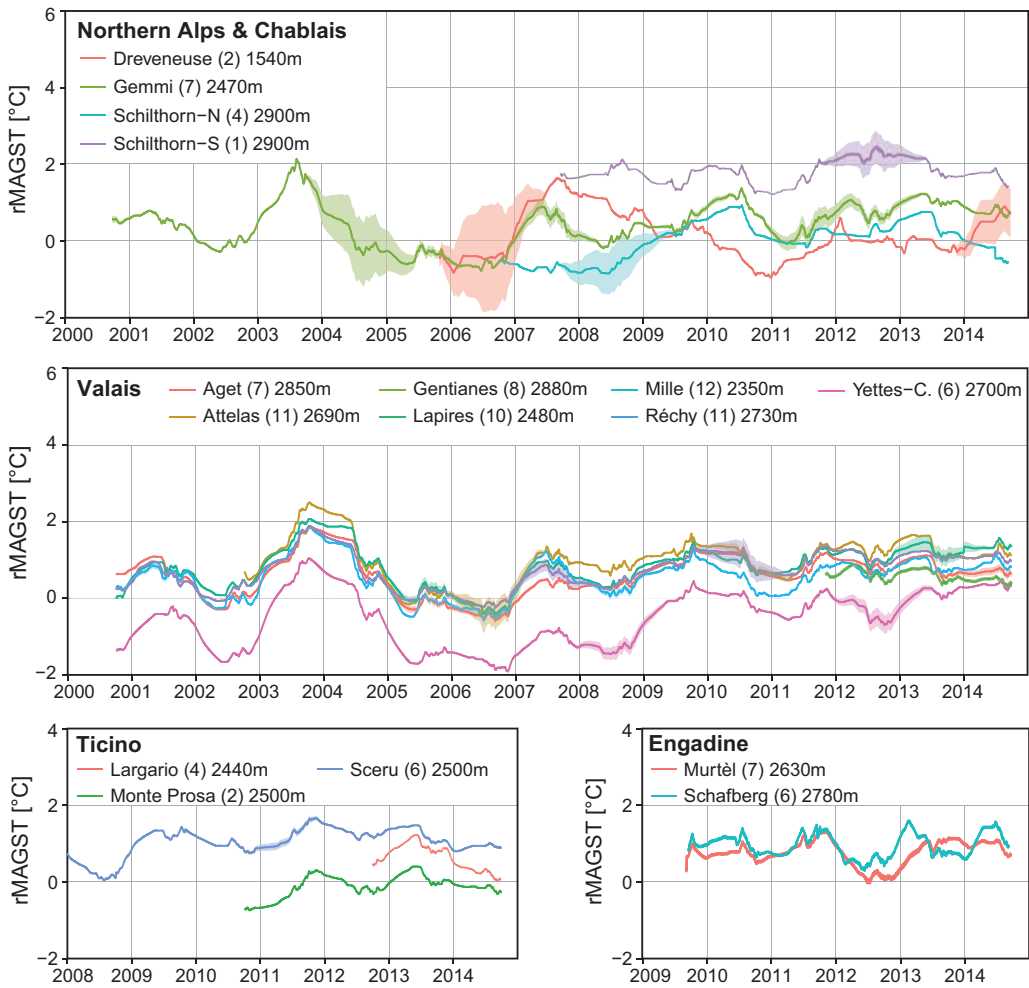 Northern Alps & Chablais
Dreveneuse (2) 1540m
Gemmi (7) 2470m
Schilthorn−N (4) 2900m
Schilthorn−S (1) 2900m
rMAGST [°C]
6
4
2
0
−2
2000 2001 2002 1003 2004 2005 2006 2007 2008 2009 2010 2011 2012 2013 2014
Valais
Aget (7) 2850m
Attelas (11) 2690m
Gentianes (8) 2880m
Lapires (10) 2480m
Mille (12) 2350m
Réchy (11) 2730m
Yettes−C. (6) 2700m
rMAGST [°C]
6
4
2
0
−2
2000 2001 2002 2003 2004 2005 2006 2007 2008 2009 2010 2011 2012 2013 2014
Ticino
Largario (4) 2440m
Monte Prosa (2) 2500m
Sceru (6) 2500m
rMAGST [°C]
4
2
0
−2
2008 2009 2010 2011 2012 2013 2014
Engadine
Murtèl (7) 2630m
Schafberg (6) 2780m
rMAGST [°C]
4
2
0
−2
2009 2010 2011 2012 2013 2014